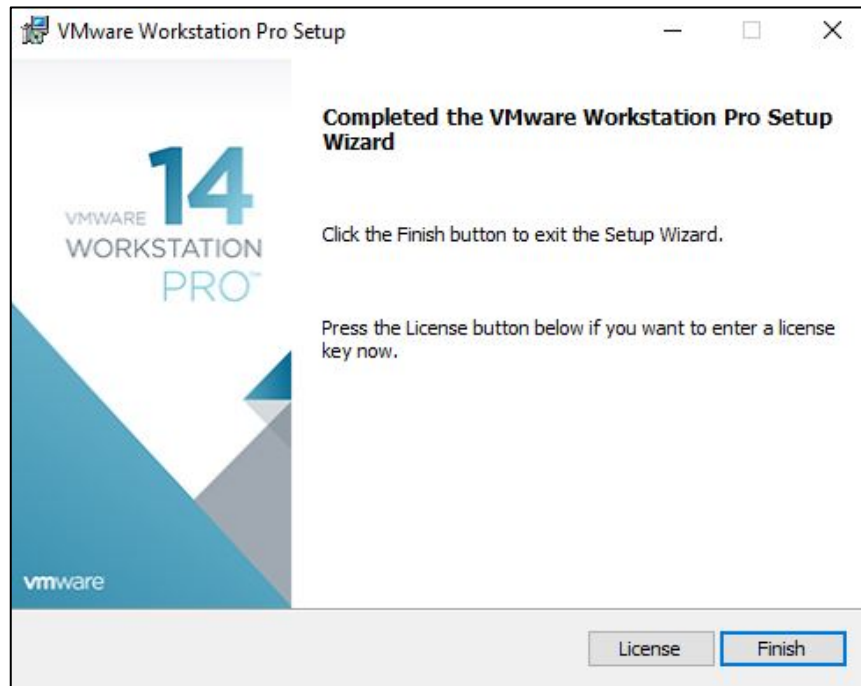 VMware Workstation Pro Setup
Completed the VMware Workstation Pro Setup
Wizard
14
VMWARE
WORKSTATION
PRO™
Click the Finish button to exit the Setup Wizard.
Press the License button below if you want to enter a license
key now.
vmware
License
Finish